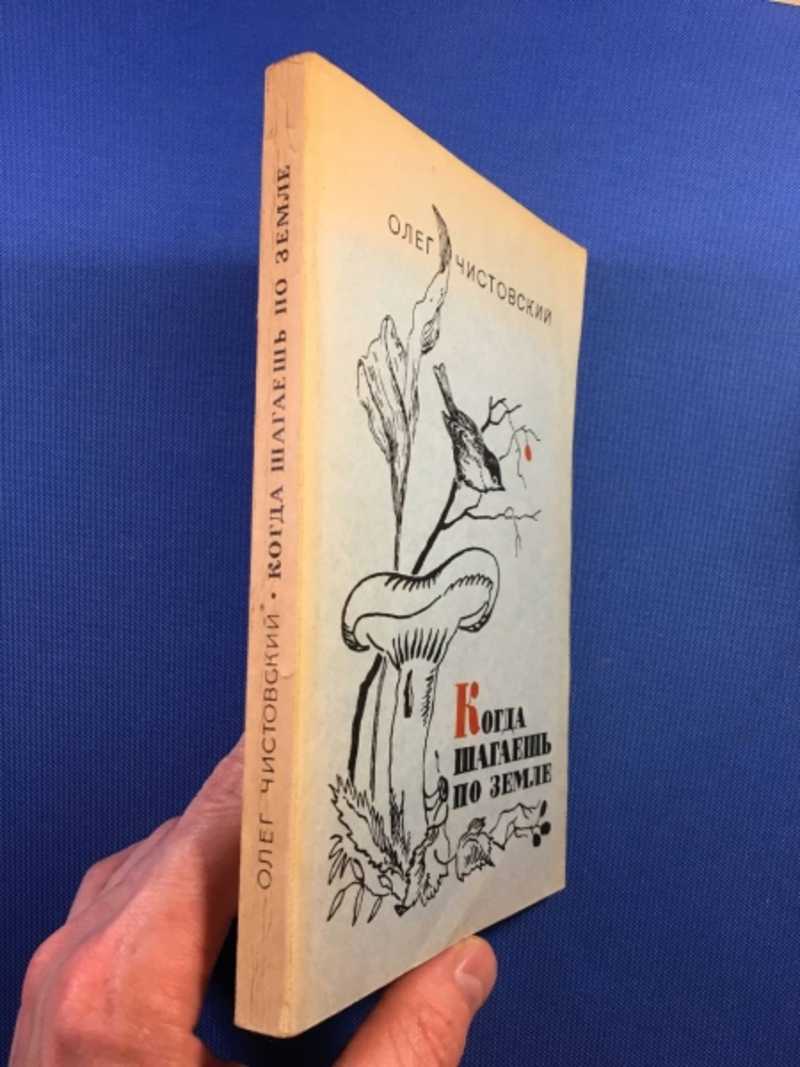 ОЛЕГ ЧИСТОВСКИЙ • КОГДА ШАГАЕШЬ ПО ЗЕМЛЕ
ОЛЕГ ЧИСТОВСКИЙ
КОГДА
ШАГАЕШЬ
ПО ЗЕМЛЕ